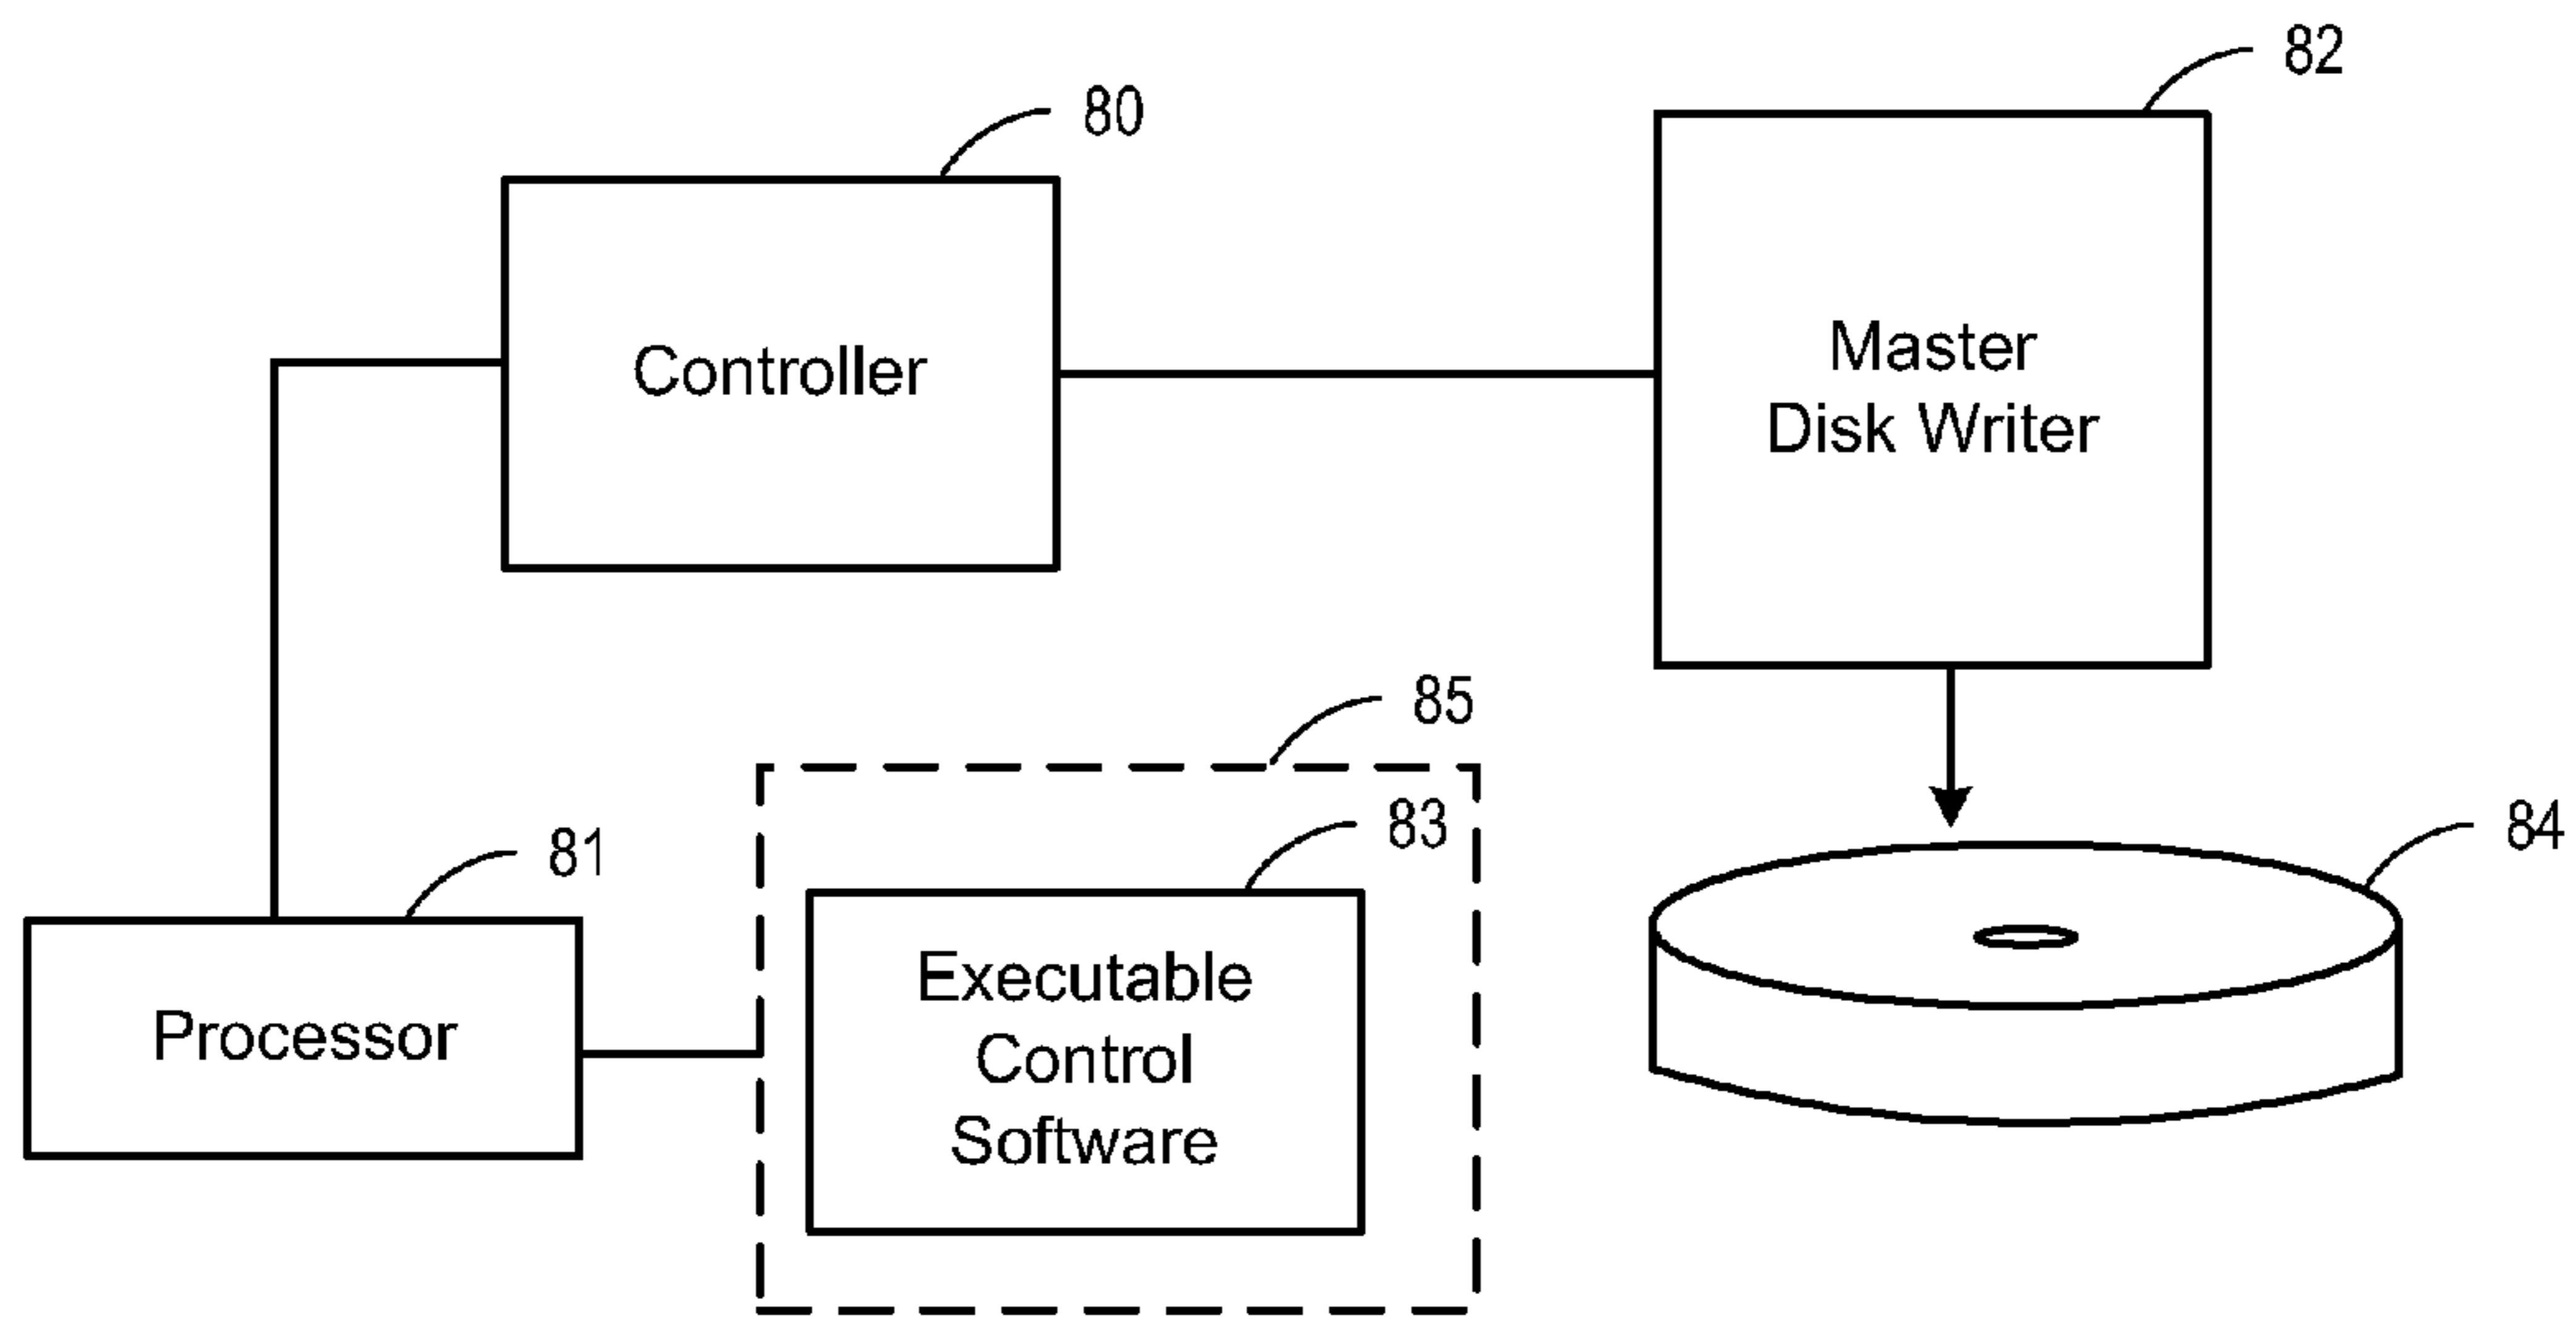 82
80
Controller
Master
Disk Writer
85
83
84
81
Processor
Executable
Control
Software